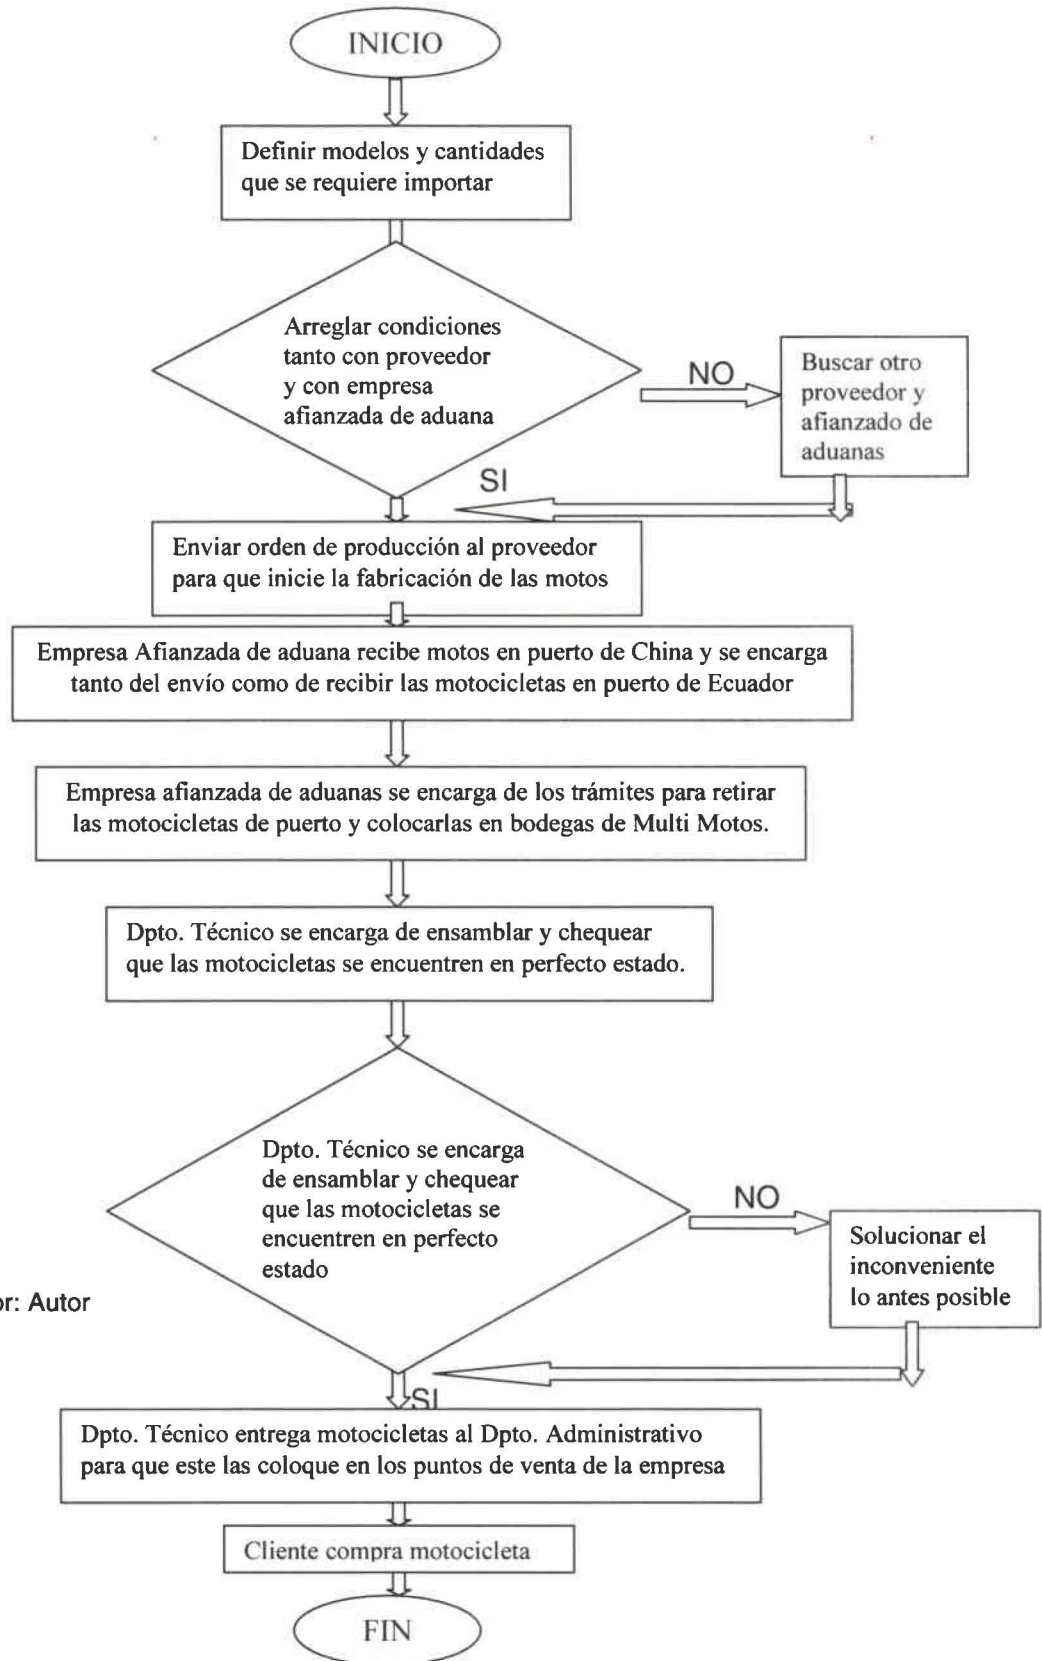 INICIO
Definir modelos y cantidades
que se requiere importar
Arreglar condiciones
tanto con proveedor
y con empresa
afianzada de aduana
NO
Buscar otro
proveedor y
afianzado de
aduanas
SI
Enviar orden de producción al proveedor
para que inicie la fabricación de las motos
Empresa Afianzada de aduana recibe motos en puerto de China y se encarga
tanto del envío como de recibir las motocicletas en puerto de Ecuador
Empresa afianzada de aduanas se encarga de los trámites para retirar
las motocicletas de puerto y colocarlas en bodegas de Multi Motos.
Dpto. Técnico se encarga de ensamblar y chequear
que las motocicletas se encuentren en perfecto estado.
Dpto. Técnico se encarga
de ensamblar y chequear
que las motocicletas se
encuentren en perfecto
estado
NO
Solucionar el
inconveniente
lo antes posible
or: Autor
SI
Dpto. Técnico entrega motocicletas al Dpto. Administrativo
para que este las coloque en los puntos de venta de la empresa
Cliente compra motocicleta
FIN